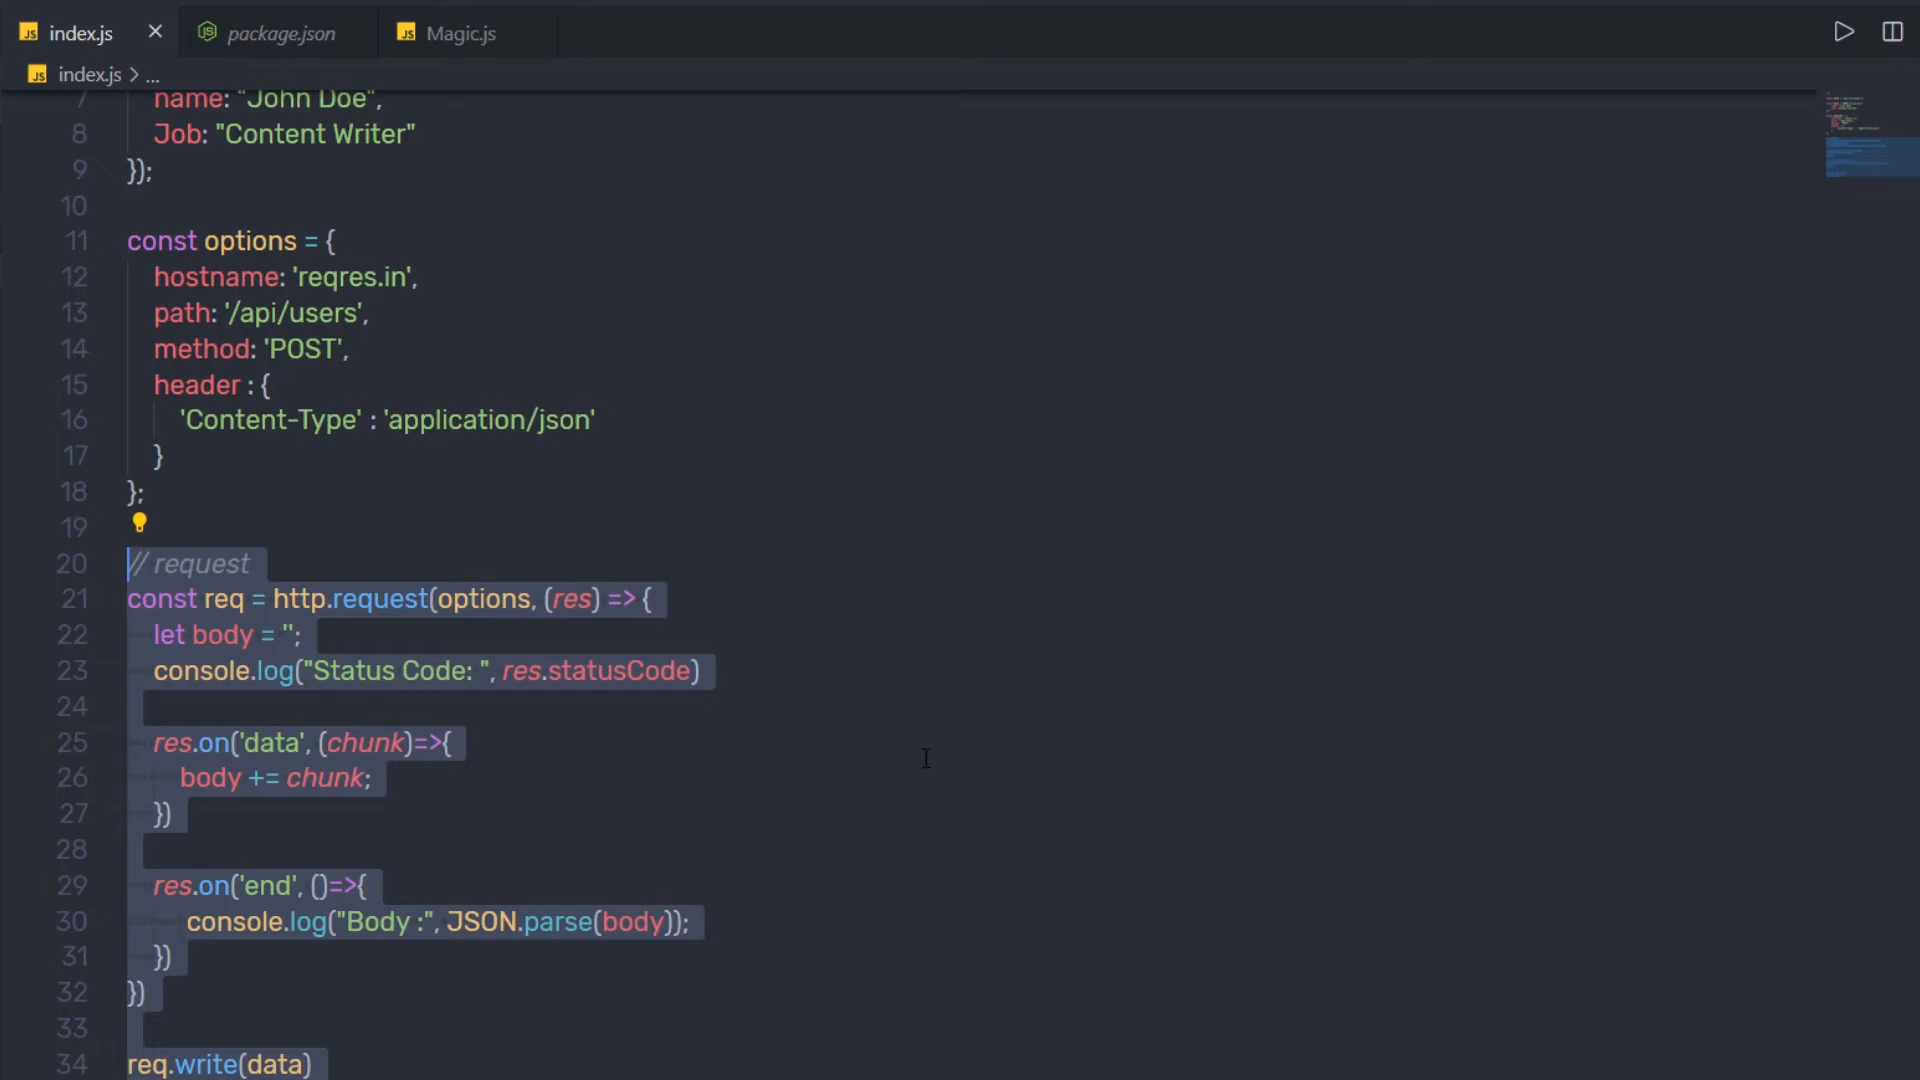 index.js
package.json
Magic.js
index.js > ...
7 name: "John Doe",
8 Job: "Content Writer"
9 });
10
11 const options = {
12 hostname: 'reqres.in',
13 path: '/api/users',
14 method: 'POST',
15 header : {
16 'Content-Type' : 'application/json'
17 }
18 };
19
20 // request
21 const req = http.request(options, (res) => {
22 let body = '';
23 console.log("Status Code: ", res.statusCode)
24
25 res.on('data', (chunk)=>{
26 body += chunk;
27 })
28
29 res.on('end', ()=>{
30 console.log("Body :", JSON.parse(body));
31 })
32 })
33
34 req.write(data)